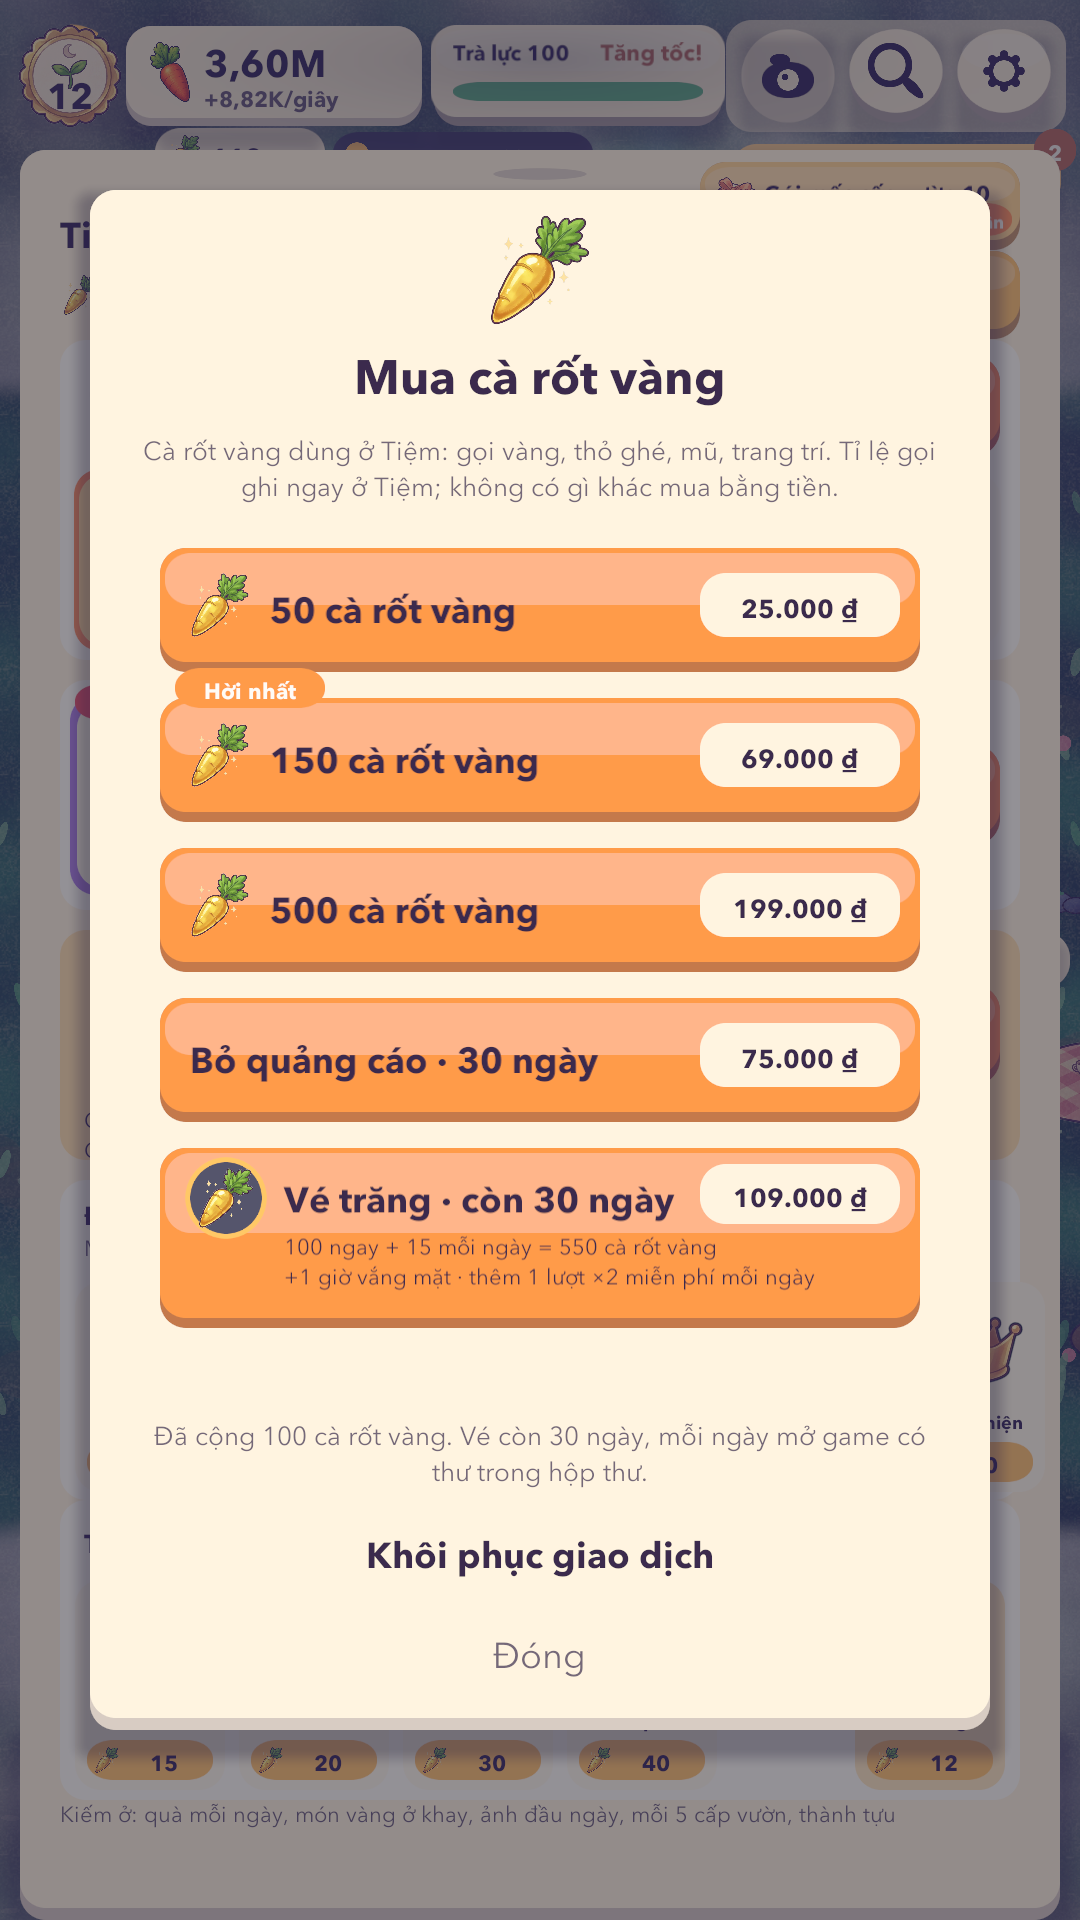 12
3,60M
+8,82K/giây
Trà lực 100
Tăng tốc!
2
10
Mua cà rốt vàng
Cà rốt vàng dùng ở Tiệm: gọi vàng, thỏ ghé, mũ, trang trí. Tỉ lệ gọi
ghi ngay ở Tiệm; không có gì khác mua bằng tiền.
50 cà rốt vàng
25.000 ₫
Hời nhất
150 cà rốt vàng
69.000 ₫
500 cà rốt vàng
199.000 ₫
Bỏ quảng cáo · 30 ngày
75.000 ₫
Vé trăng · còn 30 ngày
109.000 ₫
100 ngay + 15 mỗi ngày = 550 cà rốt vàng
+1 giờ vắng mặt · thêm 1 lượt ×2 miễn phí mỗi ngày
Đã cộng 100 cà rốt vàng. Vé còn 30 ngày, mỗi ngày mở game có
thư trong hộp thư.
Khôi phục giao dịch
Đóng
15
20
30
40
12
Kiếm ở: quà mỗi ngày, món vàng ở khay, ảnh đầu ngày, mỗi 5 cấp vườn, thành tựu